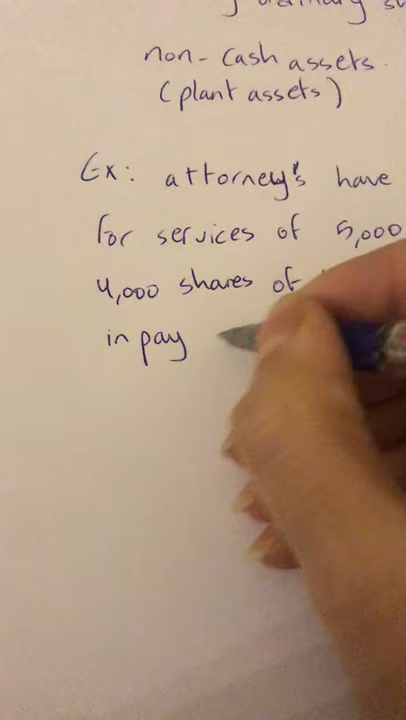 ordinary
non-cash assets.
(plant assets)
Ex: attorney's have
for services of 5,000
4,000 shares of
in pay